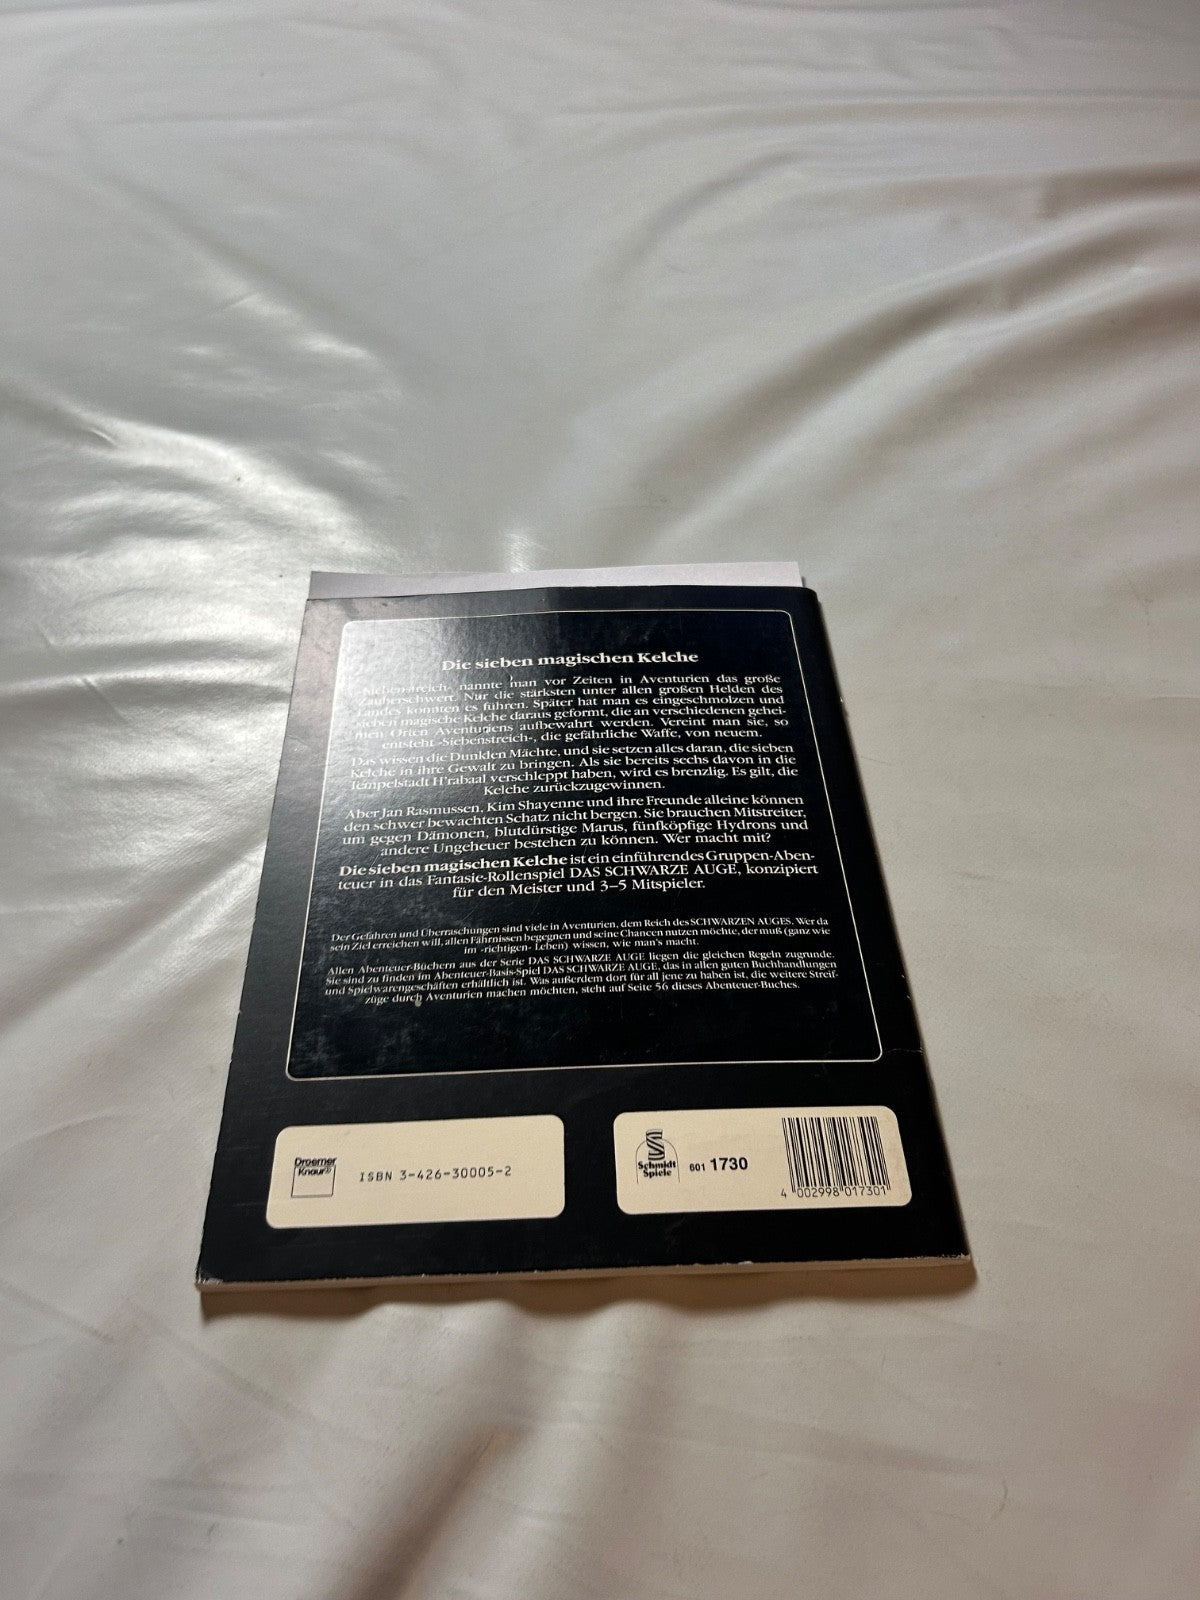 Die sieben magischen Kelche
»Siebenstreich« nannte man vor Zeiten in Aventurien das große
Zauberschwert. Nur die stärksten unter allen großen Helden des
Landes konnten es führen. Später hat man es eingeschmolzen und
sieben magische Kelche daraus geformt, die an verschiedenen gehei-
men Orten Aventuriens aufbewahrt werden. Vereint man sie, so
entsteht »Siebenstreich«, die gefährliche Waffe, von neuem.
Das wissen die Dunklen Mächte, und sie setzen alles daran, die sieben
Kelche in ihre Gewalt zu bringen. Als sie bereits sechs davon in die
Tempelstadt H'rabaal verschleppt haben, wird es brenzlig. Es gilt, die
Kelche zurückzugewinnen.
Aber Jan Rasmussen, Kim Shayenne und ihre Freunde alleine können
den schwer bewachten Schatz nicht bergen. Sie brauchen Mitstreiter,
um gegen Dämonen, blutdürstige Marus, fünfköpfige Hydrons und
andere Ungeheuer bestehen zu können. Wer macht mit?
Die sieben magischen Kelche ist ein einführendes Gruppen-Aben-
teuer in das Fantasie-Rollenspiel DAS SCHWARZE AUGE, konzipiert
für den Meister und 3–5 Mitspieler.
Der Gefahren und Überraschungen sind viele in Aventurien, dem Reich des SCHWARZEN AUGES. Wer da
sein Ziel erreichen will, allen Fährnissen begegnen und seine Chancen nutzen möchte, der muß (ganz wie
im »richtigen« Leben) wissen, wie man's macht.
Allen Abenteuer-Büchern aus der Serie DAS SCHWARZE AUGE liegen die gleichen Regeln zugrunde.
Sie sind zu finden im Abenteuer-Basis-Spiel DAS SCHWARZE AUGE, das in allen guten Buchhandlungen
und Spielwarengeschäften erhältlich ist. Was außerdem dort für all jene zu haben ist, die weitere Streif-
züge durch Aventurien machen möchten, steht auf Seite 56 dieses Abenteuer-Buches.
Droemer
Knaur®
ISBN 3-426-30005-2
Schmidt
Spiele
601 1730
4 002998 017301